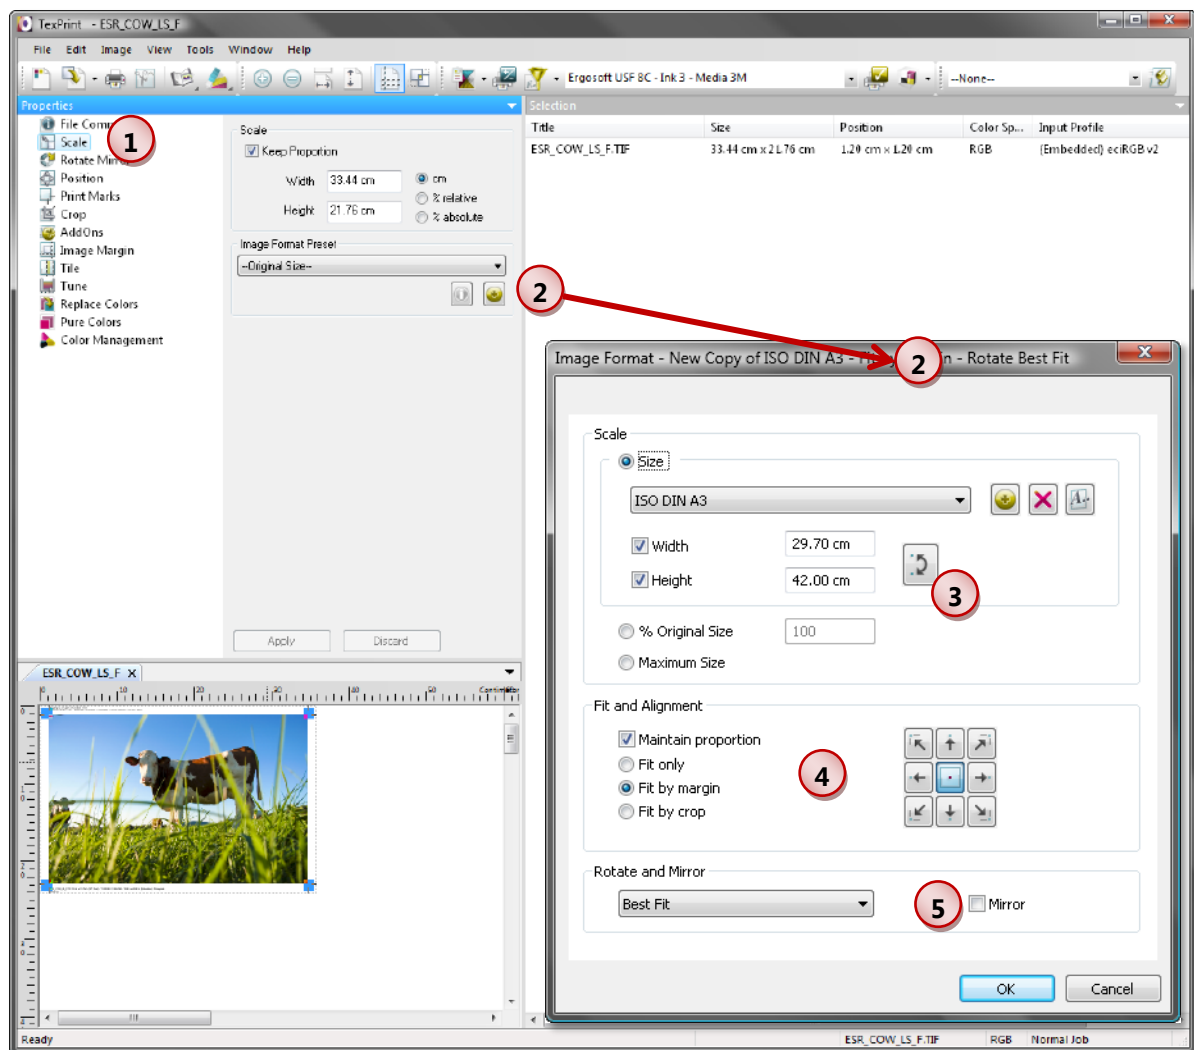 TexPrint - ESR_COW_LS_F
File Edit Image View Tools Window Help
Ergosoft USF 8C - Ink 3 - Media 3M
--None--
Properties
Selection
File
Scale
Rotate
Position
Print Marks
Crop
AddOns
Image Margin
Tile
Tune
Replace Colors
Pure Colors
Color Management
1
Scale
Keep Proportion
Width 33.44 cm
cm
% relative
Height 21.76 cm
% absolute
Image Format Preset
--Original Size--
Apply Discard
Title Size Position Color Sp... Input Profile
ESR_COW_LS_F.TIF 33.44 cm x 21.76 cm 1.20 cm x 1.20 cm RGB (Embedded) eciRGB v2
2
Image Format - New Copy of ISO DIN A3 - - Rotate Best Fit
2
Scale
Size
ISO DIN A3
Width 29.70 cm
Height 42.00 cm
3
% Original Size 100
Maximum Size
Fit and Alignment
Maintain proportion
Fit only
Fit by margin
Fit by crop
4
Rotate and Mirror
Best Fit
5
Mirror
OK Cancel
ESR_COW_LS_F x
Ready
ESR_COW_LS_F.TIF RGB Normal Job